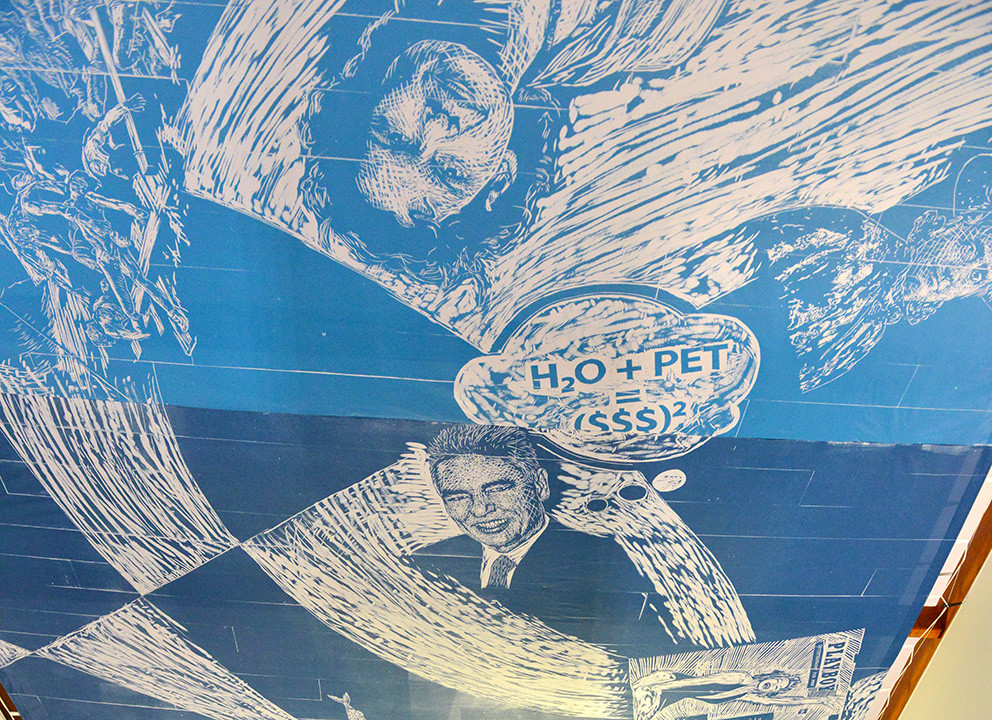 H₂O + PET
=
($$$)²
PLAYBOY